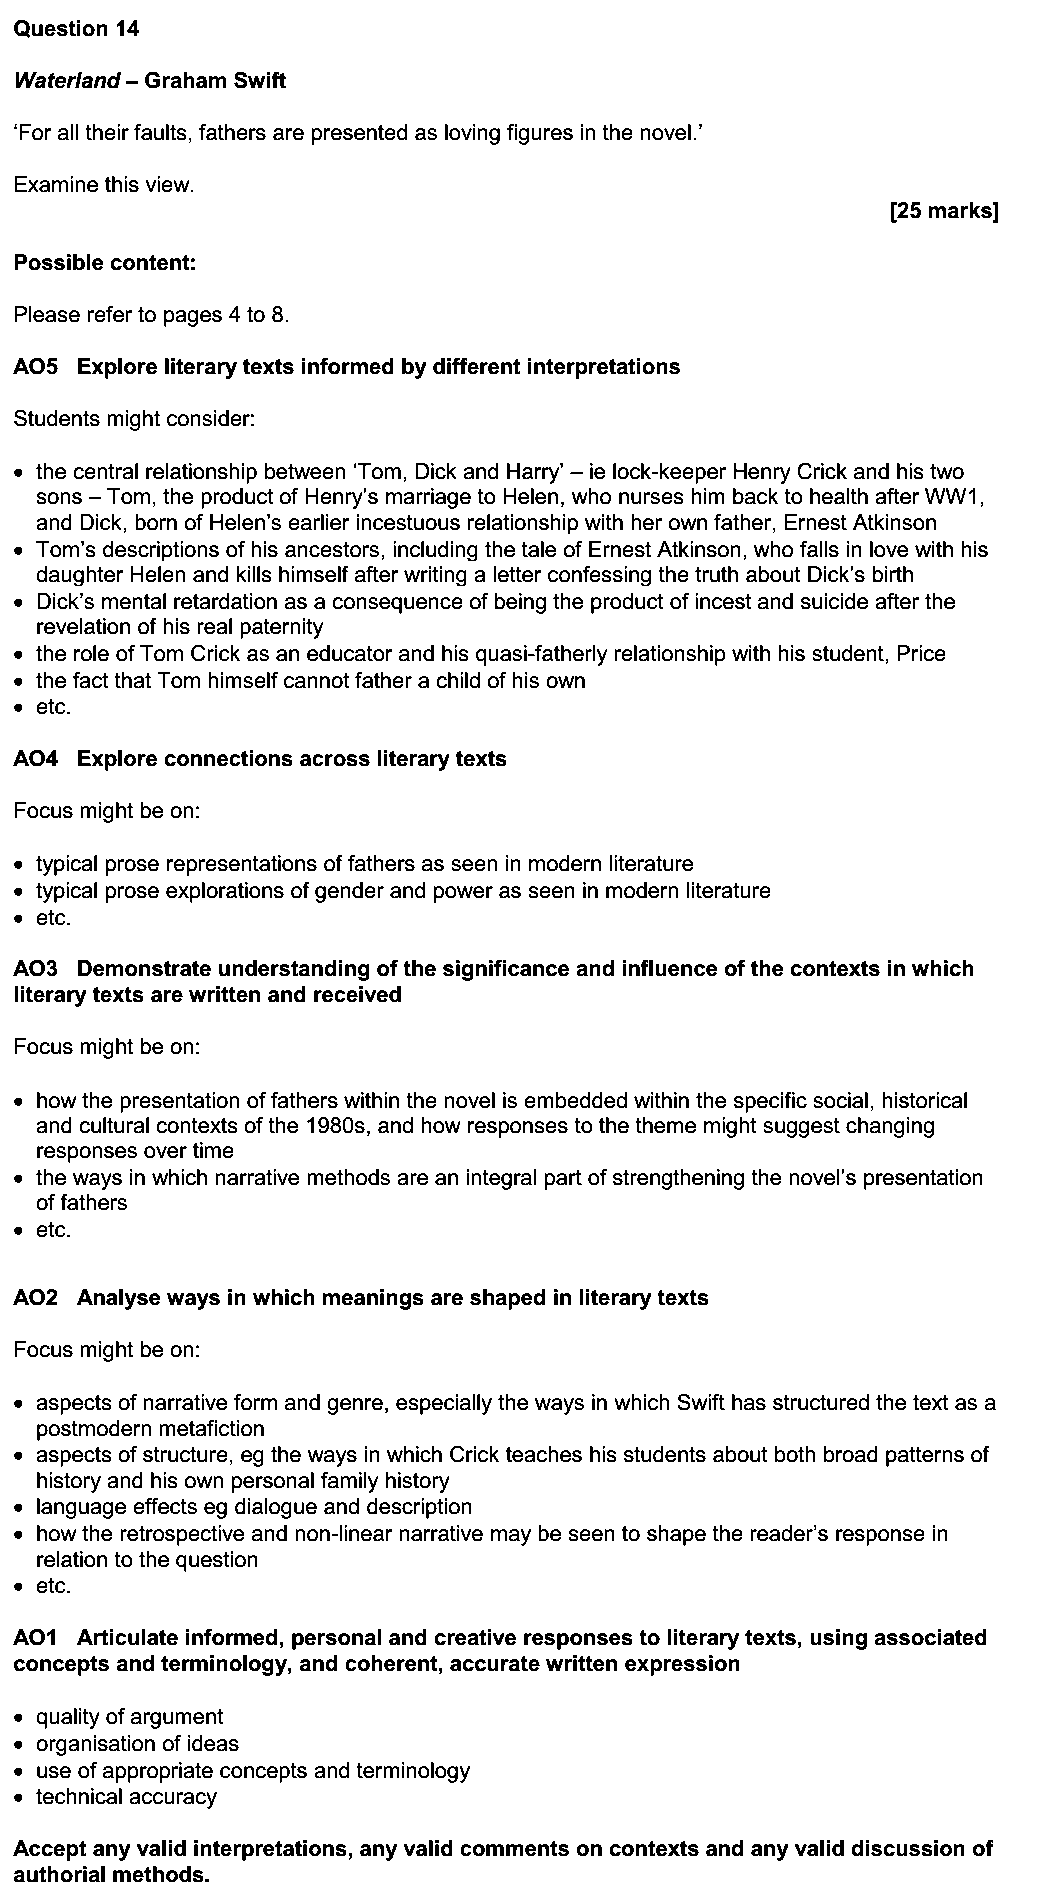 Question 14
Waterland – Graham Swift
‘For all their faults, fathers are presented as loving figures in the novel.’
Examine this view.
[25 marks]
Possible content:
Please refer to pages 4 to 8.
AO5 Explore literary texts informed by different interpretations
Students might consider:
• the central relationship between ‘Tom, Dick and Harry’ – ie lock-keeper Henry Crick and his two
sons – Tom, the product of Henry’s marriage to Helen, who nurses him back to health after WW1,
and Dick, born of Helen’s earlier incestuous relationship with her own father, Ernest Atkinson
• Tom’s descriptions of his ancestors, including the tale of Ernest Atkinson, who falls in love with his
daughter Helen and kills himself after writing a letter confessing the truth about Dick’s birth
• Dick’s mental retardation as a consequence of being the product of incest and suicide after the
revelation of his real paternity
• the role of Tom Crick as an educator and his quasi-fatherly relationship with his student, Price
• the fact that Tom himself cannot father a child of his own
• etc.
AO4 Explore connections across literary texts
Focus might be on:
• typical prose representations of fathers as seen in modern literature
• typical prose explorations of gender and power as seen in modern literature
• etc.
AO3 Demonstrate understanding of the significance and influence of the contexts in which
literary texts are written and received
Focus might be on:
• how the presentation of fathers within the novel is embedded within the specific social, historical
and cultural contexts of the 1980s, and how responses to the theme might suggest changing
responses over time
• the ways in which narrative methods are an integral part of strengthening the novel’s presentation
of fathers
• etc.
AO2 Analyse ways in which meanings are shaped in literary texts
Focus might be on:
• aspects of narrative form and genre, especially the ways in which Swift has structured the text as a
postmodern metafiction
• aspects of structure, eg the ways in which Crick teaches his students about both broad patterns of
history and his own personal family history
• language effects eg dialogue and description
• how the retrospective and non-linear narrative may be seen to shape the reader’s response in
relation to the question
• etc.
AO1 Articulate informed, personal and creative responses to literary texts, using associated
concepts and terminology, and coherent, accurate written expression
• quality of argument
• organisation of ideas
• use of appropriate concepts and terminology
• technical accuracy
Accept any valid interpretations, any valid comments on contexts and any valid discussion of
authorial methods.